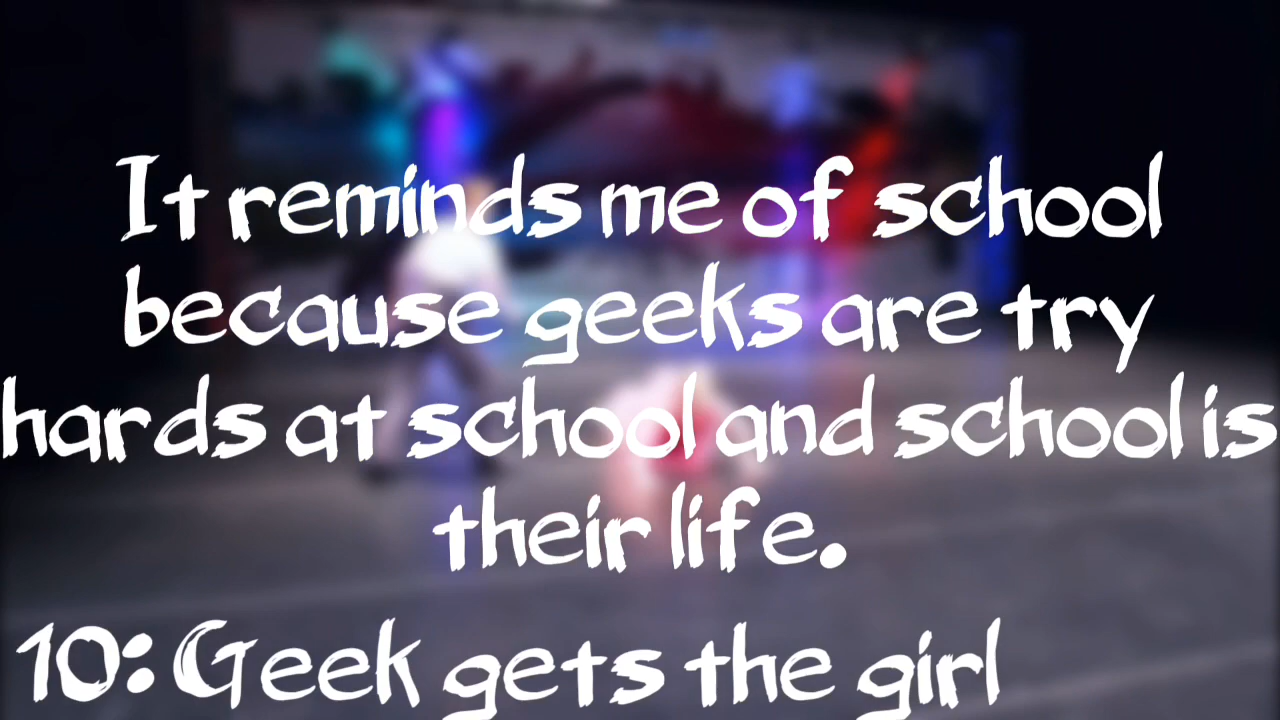 It reminds me of school
because geeks are try
hards at school and school is
their life.
10: Geek gets the girl